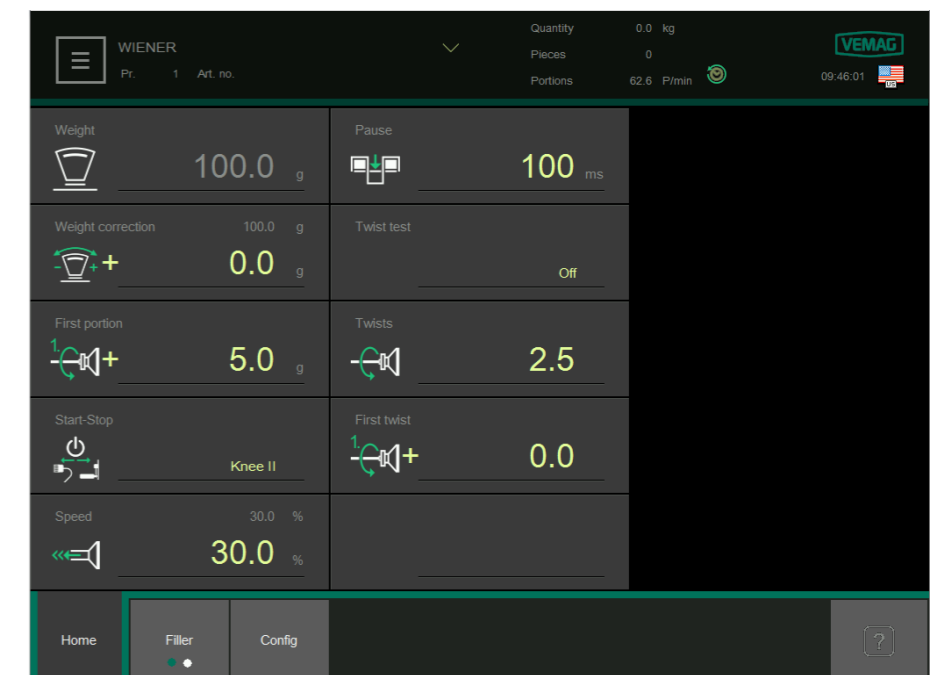 WIENER
Pr. 1 Art. no.
Quantity 0.0 kg
Pieces 0
Portions 62.6 P/min
VEMAG
09:46:01
US
Weight
100.0 g
Pause
100 ms
Weight correction 100.0 g
- + +
0.0 g
Twist test
Off
First portion
1. +
5.0 g
Twists
2.5
Start-Stop
Knee II
First twist
1. +
0.0
Speed 30.0 %
30.0 %
Home
Filler
Config
?